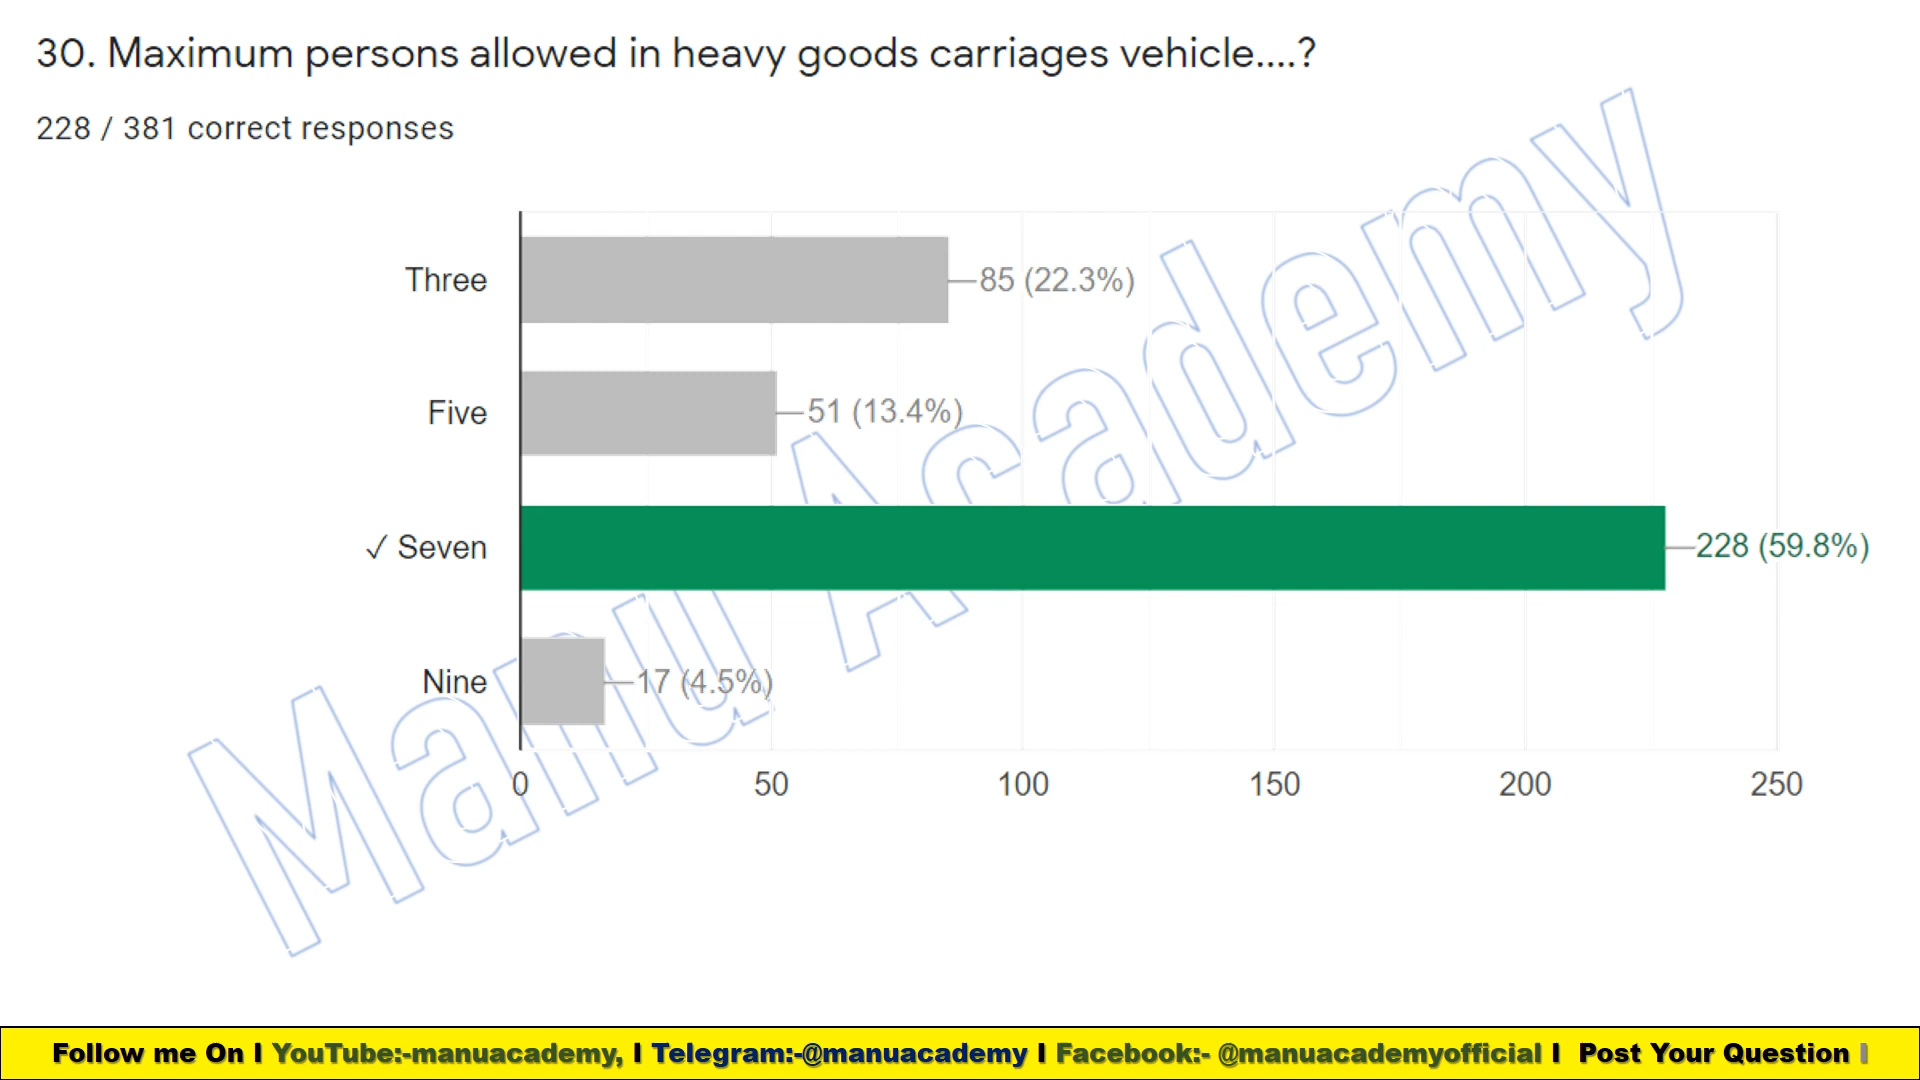 30. Maximum persons allowed in heavy goods carriages vehicle....?
228 / 381 correct responses
Three
85 (22.3%)
Five
51 (13.4%)
✓ Seven
228 (59.8%)
Nine
17 (4.5%)
0 50 100 150 200 250
Manu Academy
Follow me On I YouTube:-manuacademy, I Telegram:-@manuacademy I Facebook:- @manuacademyofficial I Post Your Question I